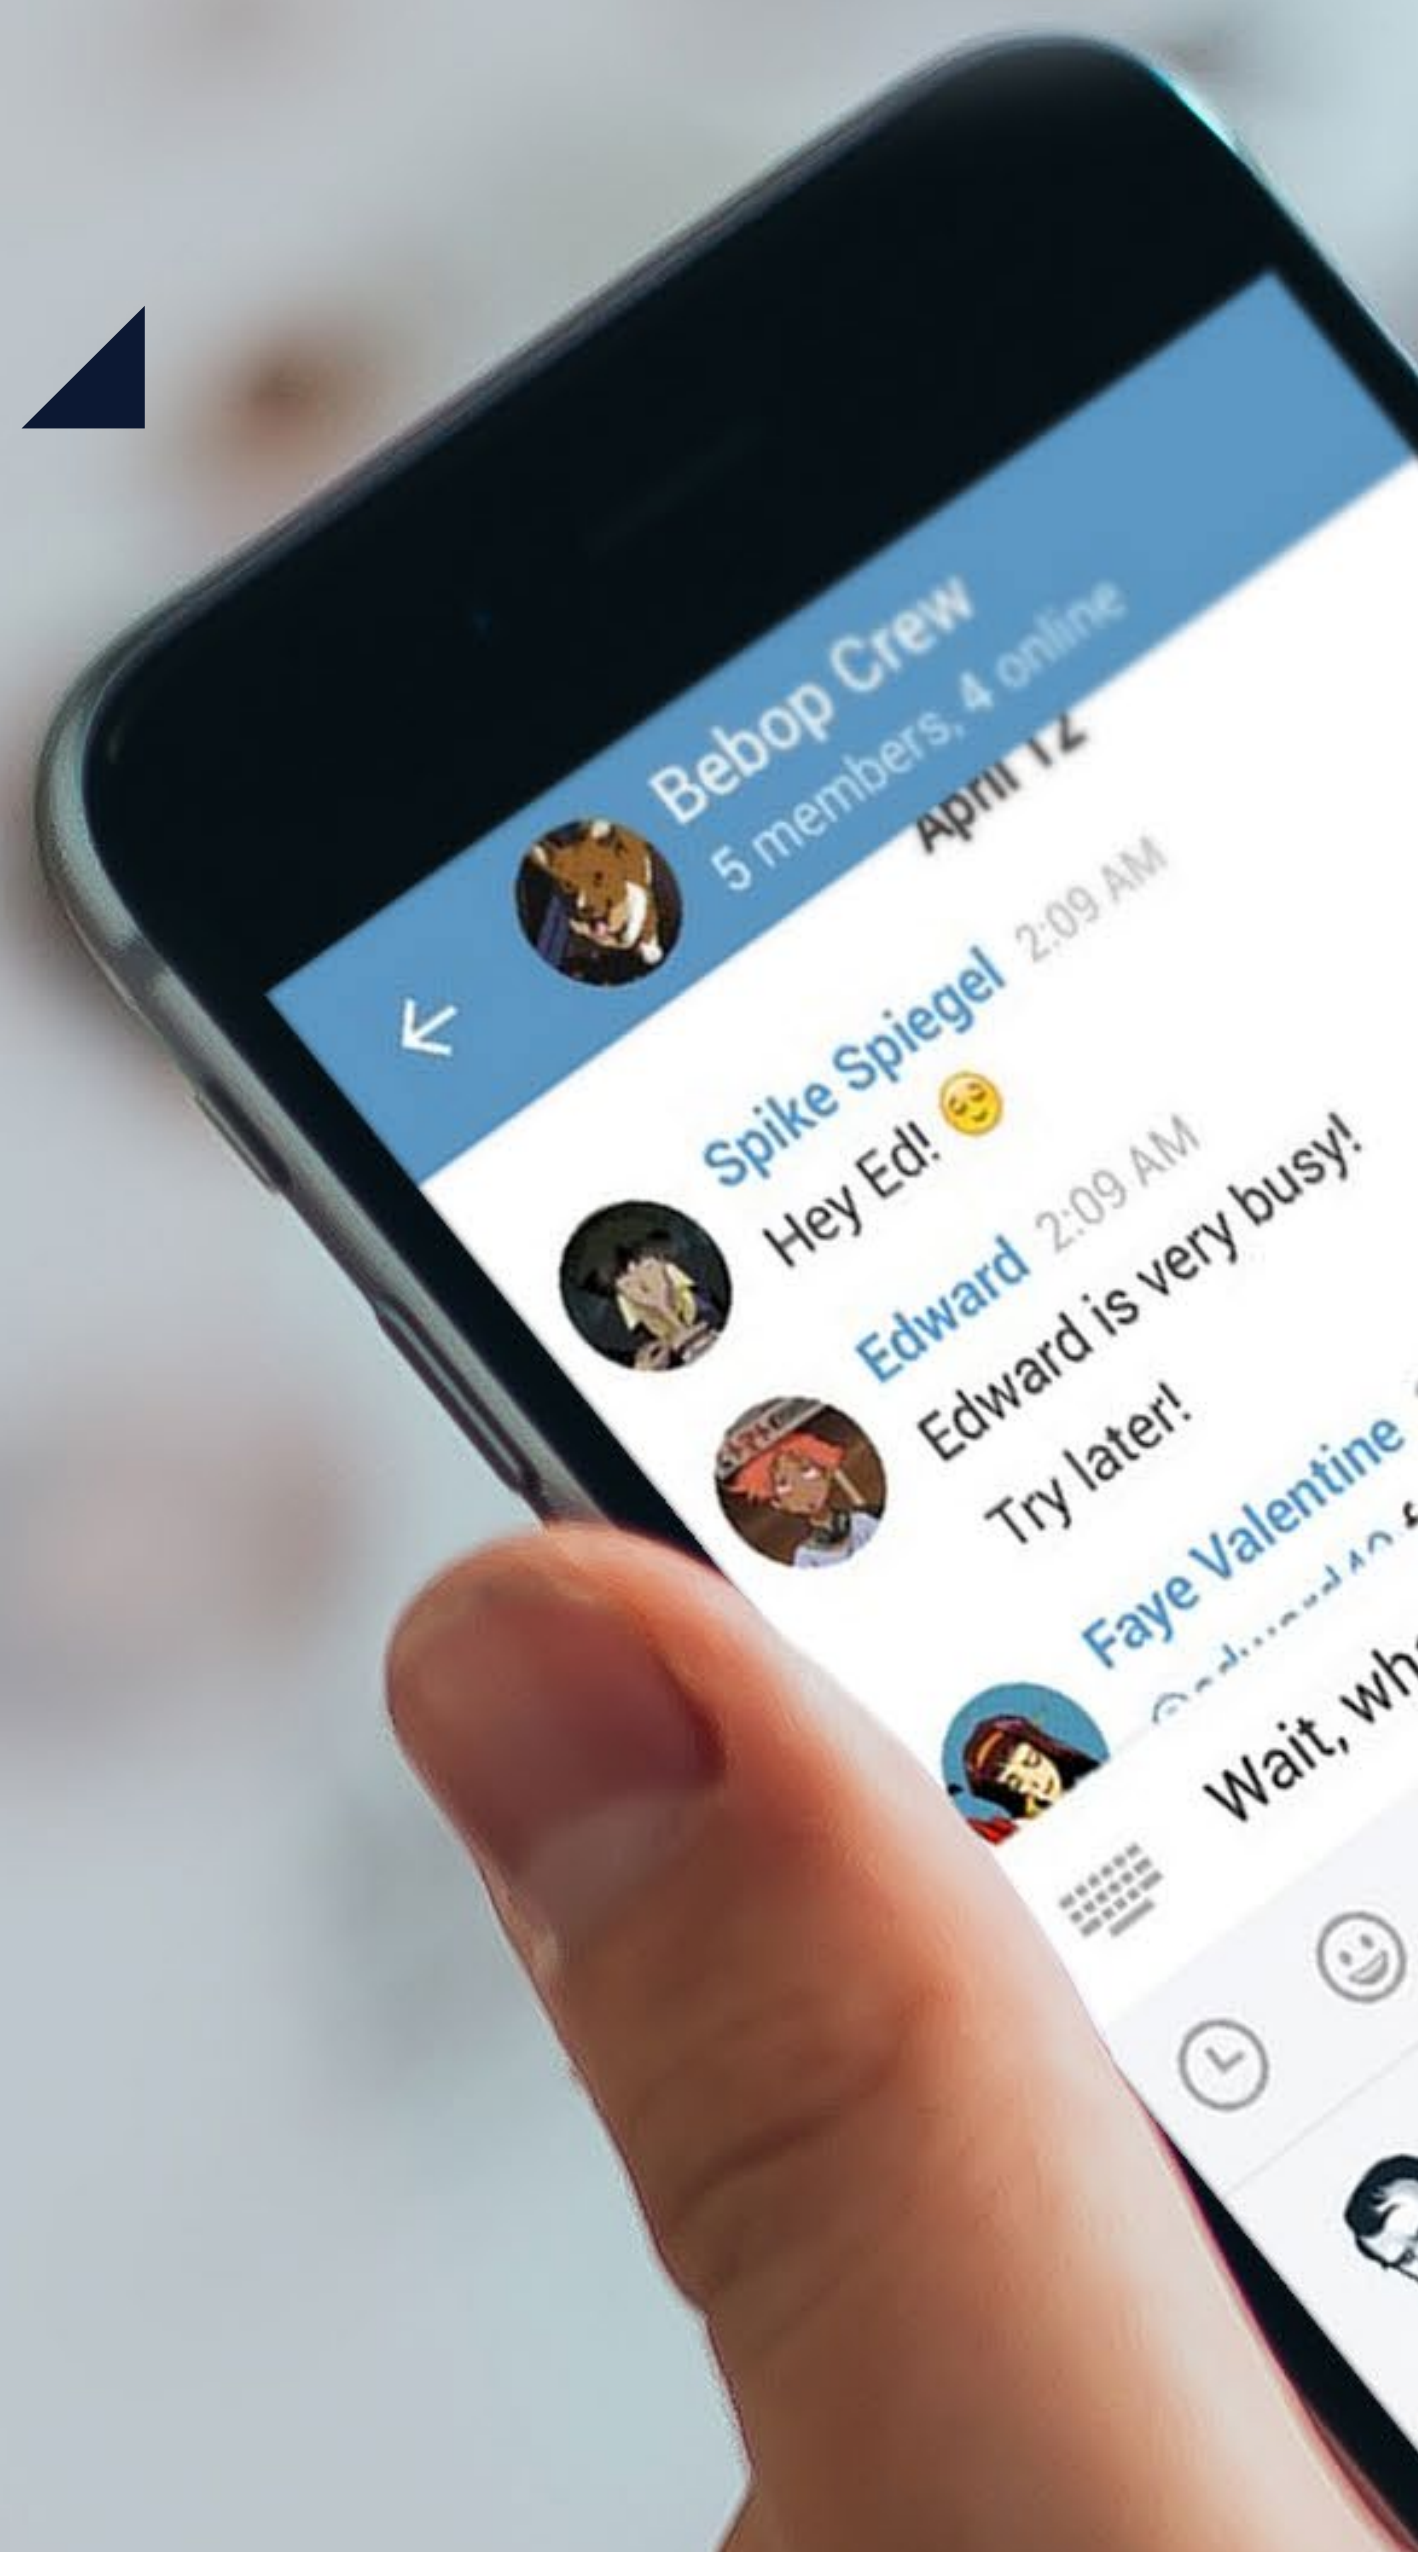 Bebop Crew
5 members, 4 online
April 12
Spike Spiegel 2:09 AM
Hey Ed! 😌
Edward 2:09 AM
Edward is very busy!
Try later!
Faye Valentine
Wait,